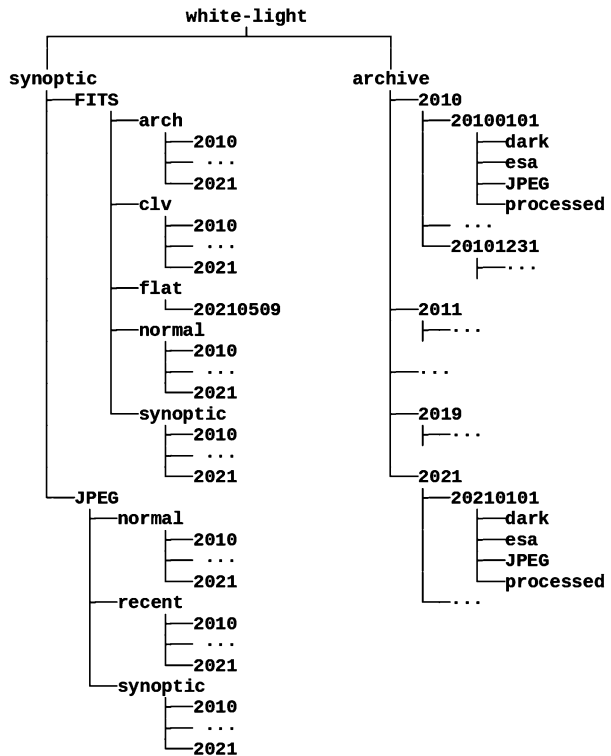 white-light
synoptic
FITS
arch
2010
...
2021
clv
2010
...
2021
flat
20210509
normal
2010
...
2021
synoptic
2010
...
2021
JPEG
normal
2010
...
2021
recent
2010
...
2021
synoptic
2010
...
2021
archive
2010
20100101
dark
esa
JPEG
processed
...
20101231
...
2011
...
...
2019
...
2021
20210101
dark
esa
JPEG
processed
...